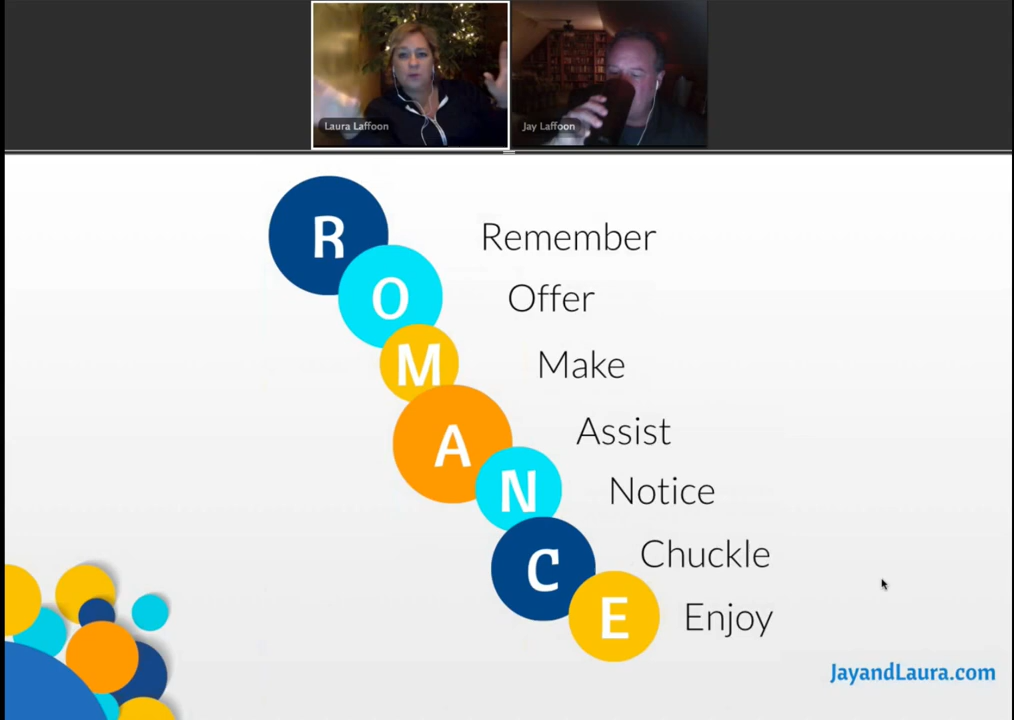 Laura Laffoon
Jay Laffoon
R Remember
O Offer
M Make
A Assist
N Notice
C Chuckle
E Enjoy
JayandLaura.com